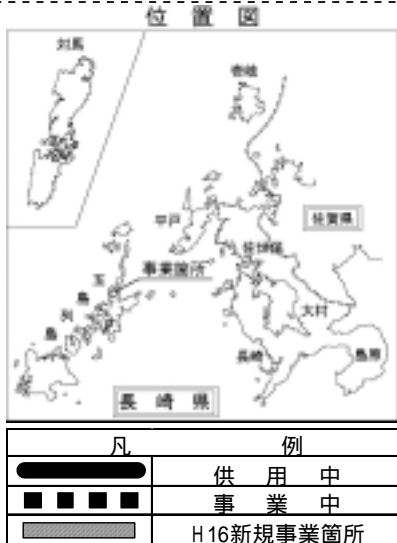 位置図
対馬
壱岐
佐賀県
平戸
佐世保
事業箇所
五島列島
大村
長崎
島原
長崎県
凡例
供用中
事業中
H16新規事業箇所